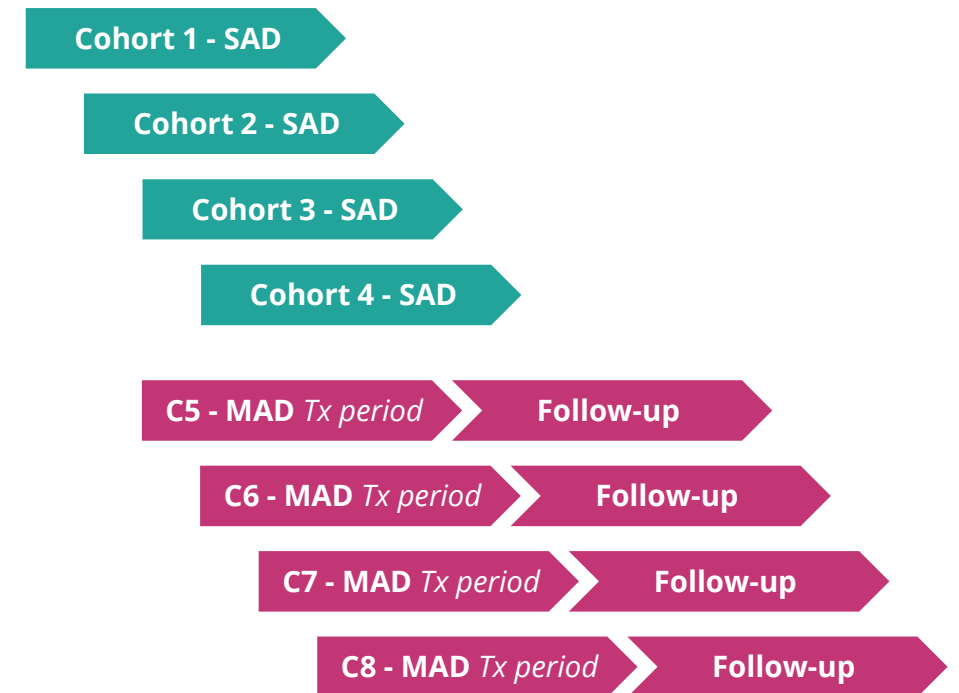 Cohort 1 - SAD
Cohort 2 - SAD
Cohort 3 - SAD
Cohort 4 - SAD
C5 - MAD Tx period Follow-up
C6 - MAD Tx period Follow-up
C7 - MAD Tx period Follow-up
C8 - MAD Tx period Follow-up